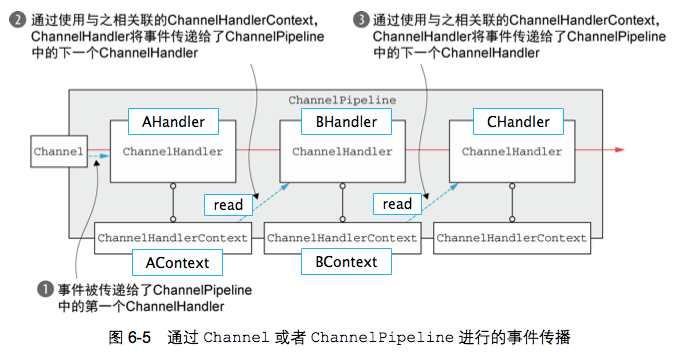 ❷ 通过使用与之相关联的ChannelHandlerContext，
ChannelHandler将事件传递给了ChannelPipeline
中的下一个ChannelHandler
❸ 通过使用与之相关联的ChannelHandlerContext，
ChannelHandler将事件传递给了ChannelPipeline
中的下一个ChannelHandler
ChannelPipeline
AHandler
BHandler
CHandler
Channel
ChannelHandler
ChannelHandler
ChannelHandler
read
read
ChannelHandlerContext
ChannelHandlerContext
ChannelHandlerContext
AContext
BContext
❶ 事件被传递给了ChannelPipeline
中的第一个ChannelHandler
图 6-5 通过 Channel 或者 ChannelPipeline 进行的事件传播